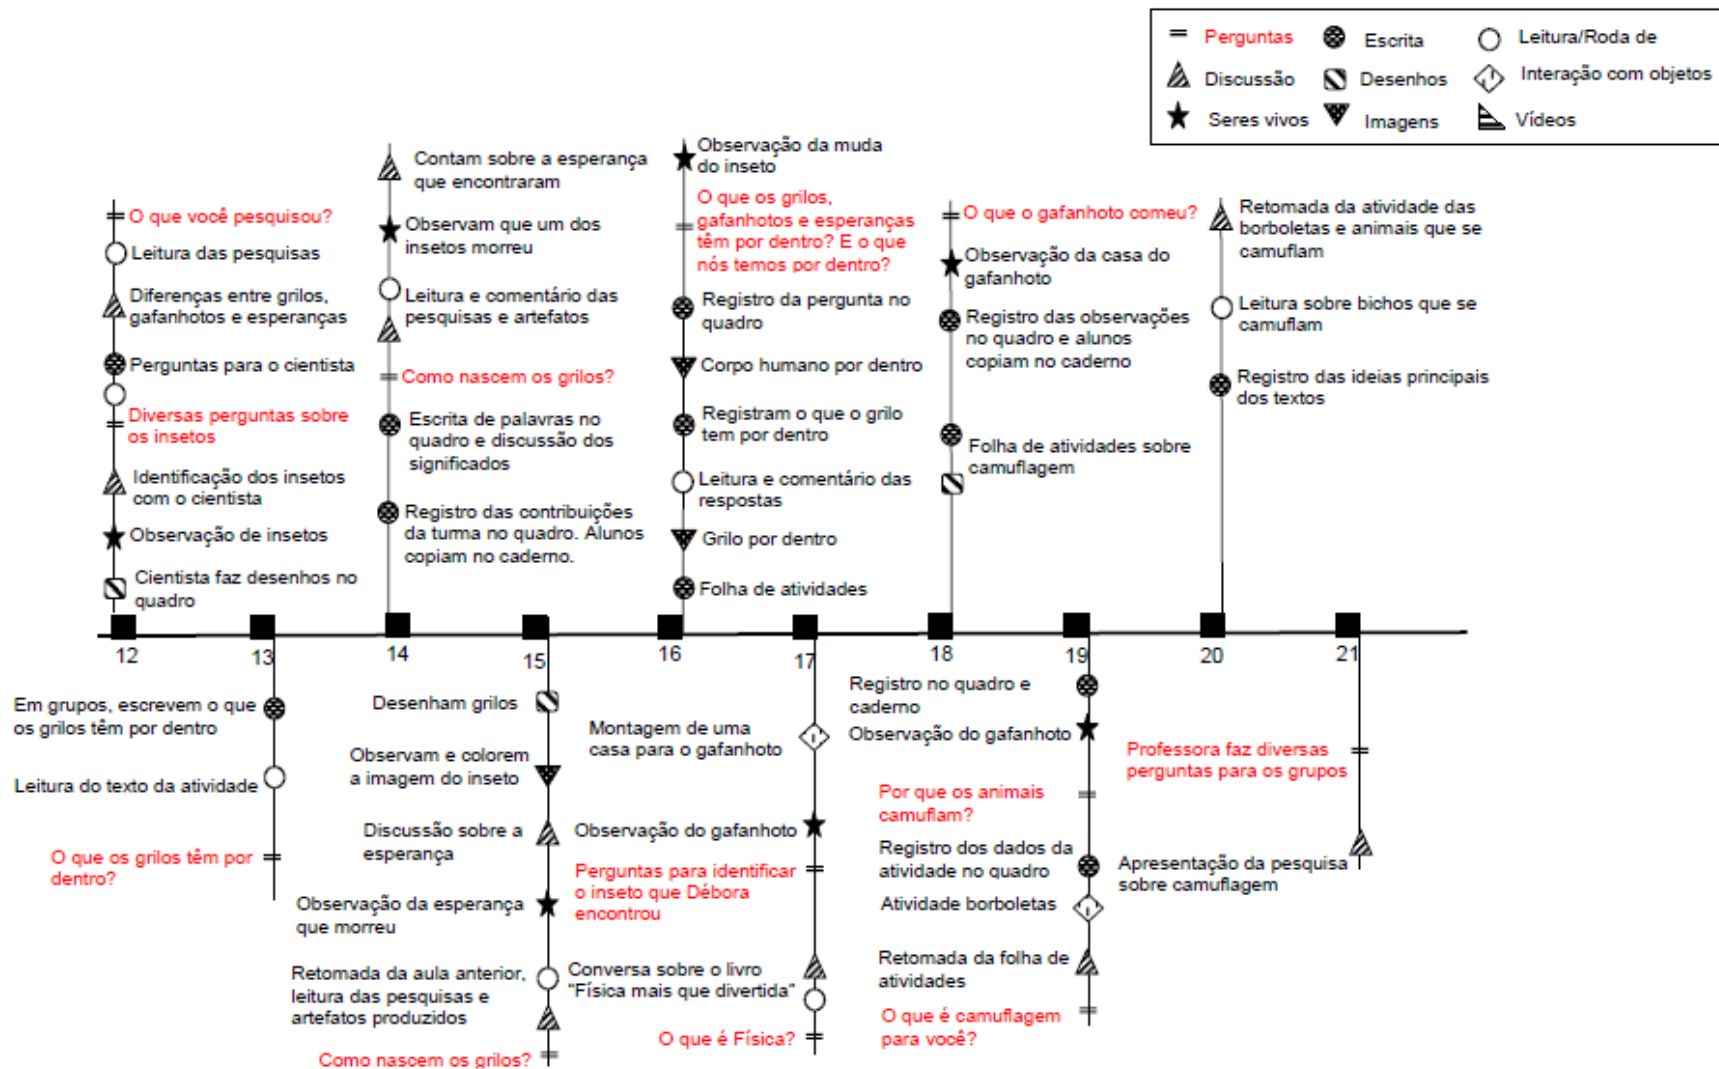 Perguntas
Escrita
Leitura/Roda de
Discussão
Desenhos
Interação com objetos
Seres vivos
Imagens
Vídeos
O que você pesquisou?
Leitura das pesquisas
Diferenças entre grilos,
gafanhotos e esperanças
Perguntas para o cientista
Diversas perguntas sobre
os insetos
Identificação dos insetos
com o cientista
Observação de insetos
Cientista faz desenhos no
quadro
Contam sobre a esperança
que encontraram
Observam que um dos
insetos morreu
Leitura e comentário das
pesquisas e artefatos
Como nascem os grilos?
Escrita de palavras no
quadro e discussão dos
significados
Registro das contribuições
da turma no quadro. Alunos
copiam no caderno.
Observação da muda
do inseto
O que os grilos,
gafanhotos e esperanças
têm por dentro? E o que
nós temos por dentro?
Registro da pergunta no
quadro
Corpo humano por dentro
Registram o que o grilo
tem por dentro
Leitura e comentário das
respostas
Grilo por dentro
Folha de atividades
O que o gafanhoto comeu?
Observação da casa do
gafanhoto
Registro das observações
no quadro e alunos
copiam no caderno
Folha de atividades sobre
camuflagem
Retomada da atividade das
borboletas e animais que se
camuflam
Leitura sobre bichos que se
camuflam
Registro das ideias principais
dos textos
12
13
14
15
16
17
18
19
20
21
Em grupos, escrevem o que
os grilos têm por dentro
Leitura do texto da atividade
O que os grilos têm por
dentro?
Desenham grilos
Observam e colorem
a imagem do inseto
Discussão sobre a
esperança
Observação da esperança
que morreu
Retomada da aula anterior,
leitura das pesquisas e
artefatos produzidos
Como nascem os grilos?
Montagem de uma
casa para o gafanhoto
Observação do gafanhoto
Perguntas para identificar
o inseto que Débora
encontrou
Conversa sobre o livro
"Física mais que divertida"
O que é Física?
Registro no quadro e
caderno
Observação do gafanhoto
Por que os animais
camuflam?
Registro dos dados da
atividade no quadro
Atividade borboletas
Retomada da folha de
atividades
O que é camuflagem
para você?
Professora faz diversas
perguntas para os grupos
Apresentação da pesquisa
sobre camuflagem